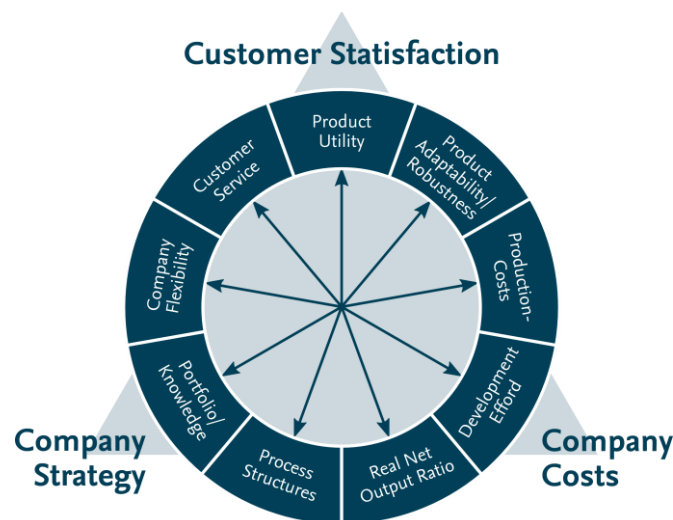 Customer Statisfaction
Product
Utility
Product
Adaptability/
Robustness
Production-
Costs
Development
Efford
Real Net
Output Ratio
Process
Structures
Portfolio/
Knowledge
Company
Flexibility
Customer
Service
Company
Strategy
Company
Costs